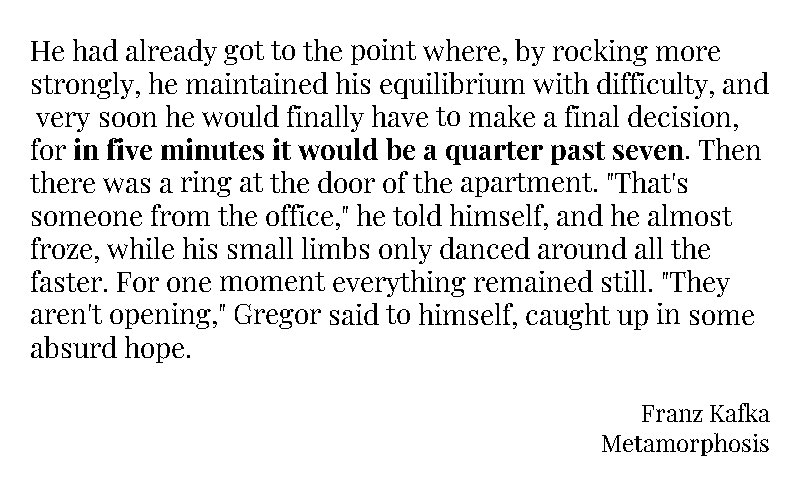 He had already got to the point where, by rocking more
strongly, he maintained his equilibrium with difficulty, and
very soon he would finally have to make a final decision,
for in five minutes it would be a quarter past seven. Then
there was a ring at the door of the apartment. "That's
someone from the office," he told himself, and he almost
froze, while his small limbs only danced around all the
faster. For one moment everything remained still. "They
aren't opening," Gregor said to himself, caught up in some
absurd hope.
Franz Kafka
Metamorphosis